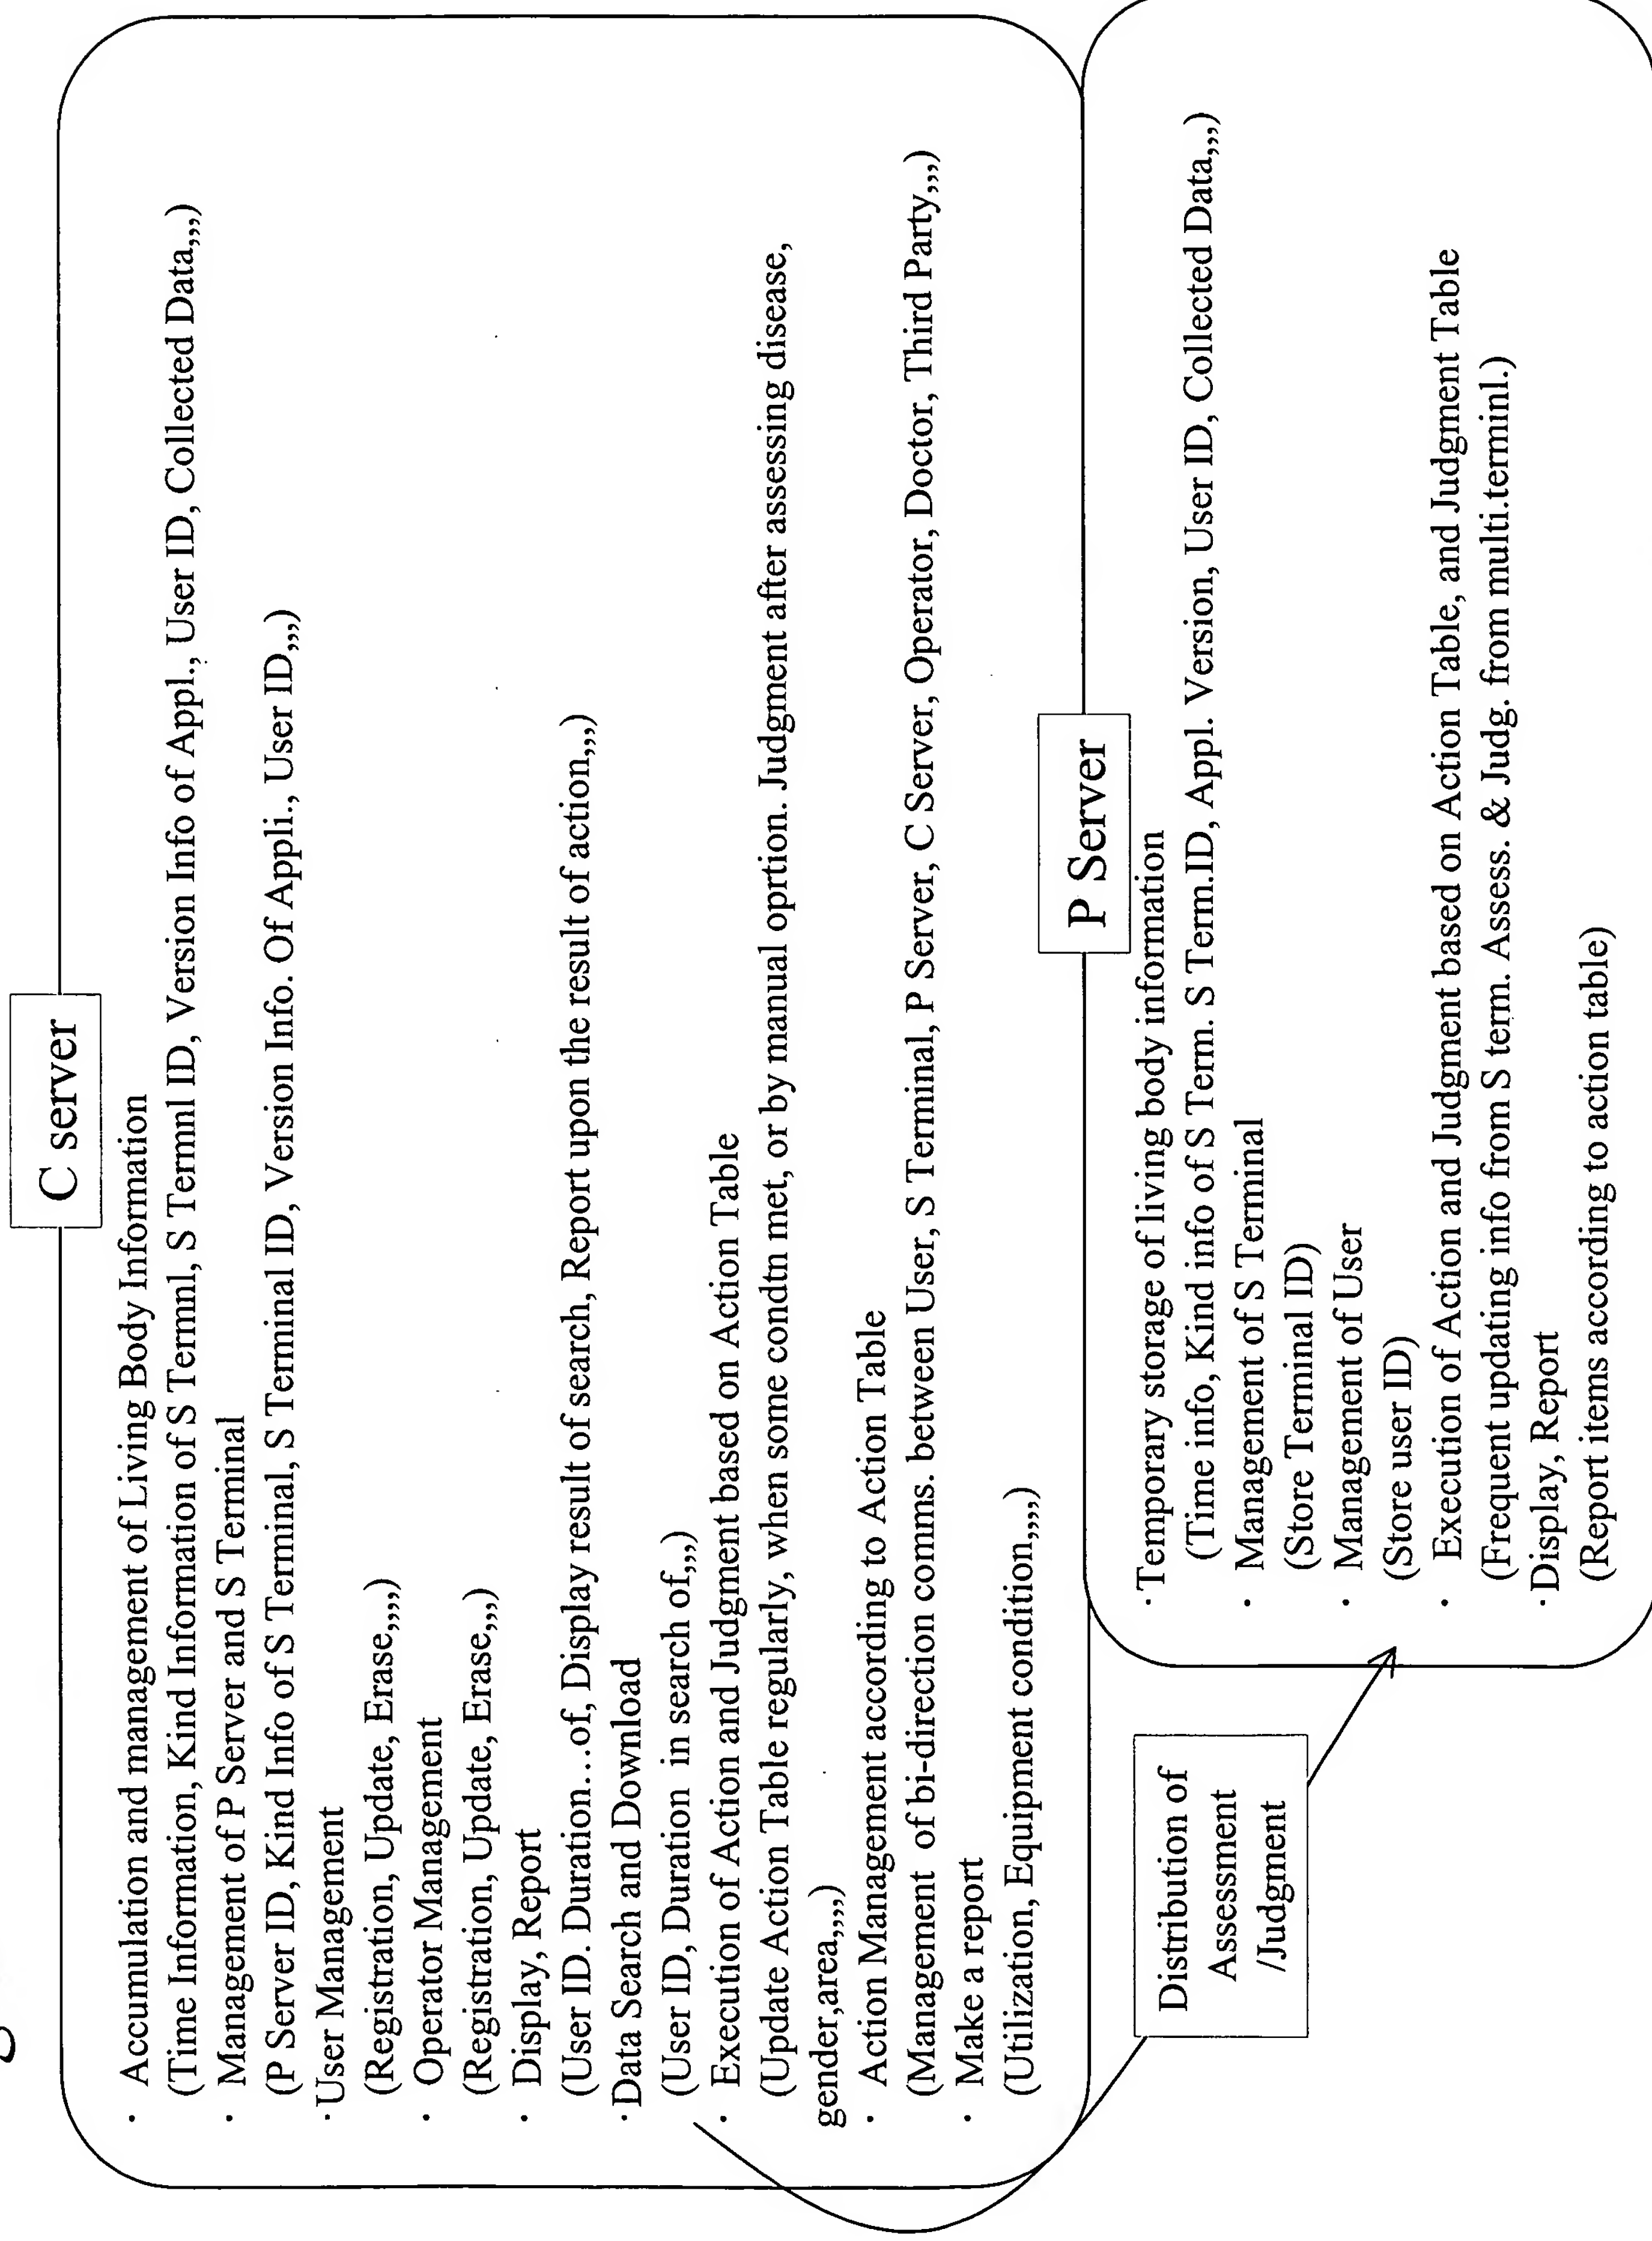 C server
· Accumulation and management of Living Body Information
(Time Information, Kind Information of S Termnl, S Termnl ID, Version Info of Appl., User ID, Collected Data,,,)
· Management of P Server and S Terminal
(P Server ID, Kind Info of S Terminal, S Terminal ID, Version Info. Of Appli., User ID,,,)
·User Management
(Registration, Update, Erase,,,,)
· Operator Management
(Registration, Update, Erase,,,)
· Display, Report
(User ID. Duration…of, Display result of search, Report upon the result of action,,,)
·Data Search and Download
(User ID, Duration in search of,,,)
· Execution of Action and Judgment based on Action Table
(Update Action Table regularly, when some condtn met, or by manual oprtion. Judgment after assessing disease,
gender,area,,,,)
· Action Management according to Action Table
(Management of bi-direction comms. between User, S Terminal, P Server, C Server, Operator, Doctor, Third Party,,,)
· Make a report
(Utilization, Equipment condition,,,,)
P Server
·Temporary storage of living body information
(Time info, Kind info of S Term. S Term.ID, Appl. Version, User ID, Collected Data,,,)
· Management of S Terminal
(Store Terminal ID)
· Management of User
(Store user ID)
· Execution of Action and Judgment based on Action Table, and Judgment Table
(Frequent updating info from S term. Assess. & Judg. from multi.terminl.)
·Display, Report
(Report items according to action table)
Distribution of
Assessment
/Judgment